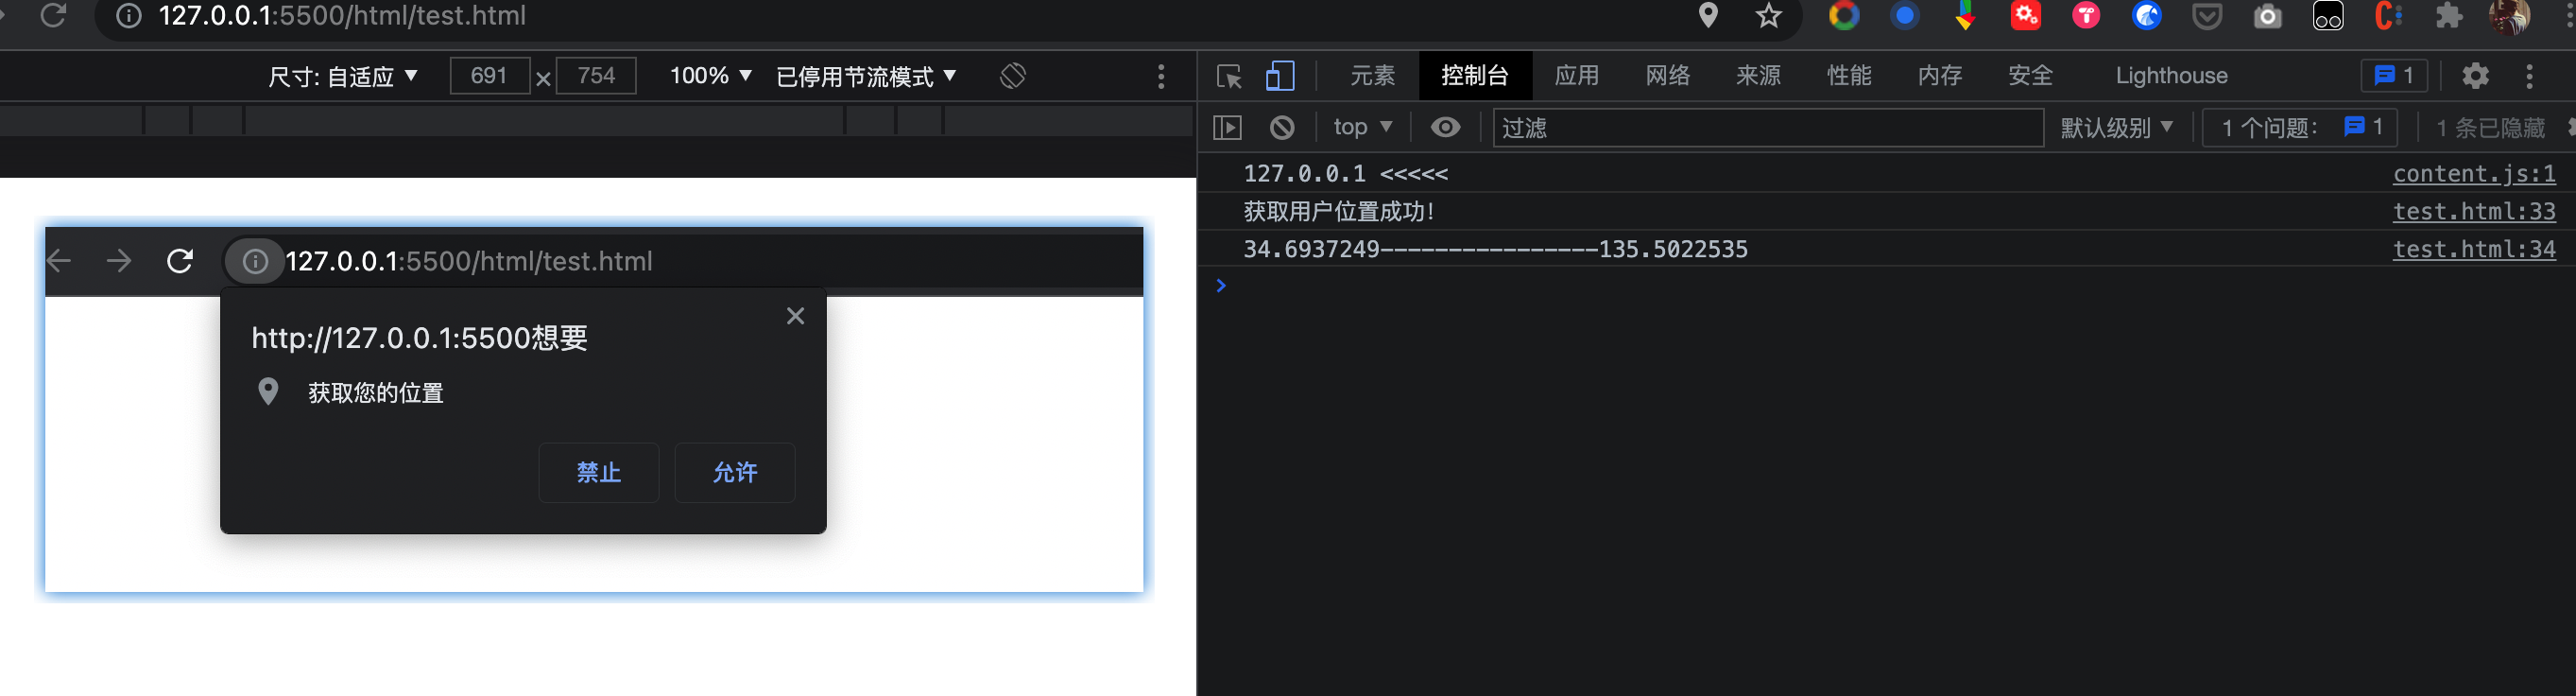 127.0.0.1:5500/html/test.html
尺寸: 自适应 691 × 754 100% 已停用节流模式
元素 控制台 应用 网络 来源 性能 内存 安全 Lighthouse 1
top 过滤 默认级别 1 个问题: 1 1 条已隐藏
127.0.0.1 <<<<< content.js:1
获取用户位置成功! test.html:33
34.6937249----------------135.5022535 test.html:34
127.0.0.1:5500/html/test.html
http://127.0.0.1:5500想要
获取您的位置
禁止 允许